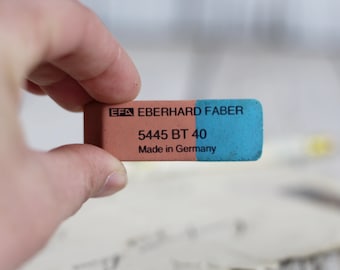 EFA EBERHARD FABER
5445 BT 40
Made in Germany